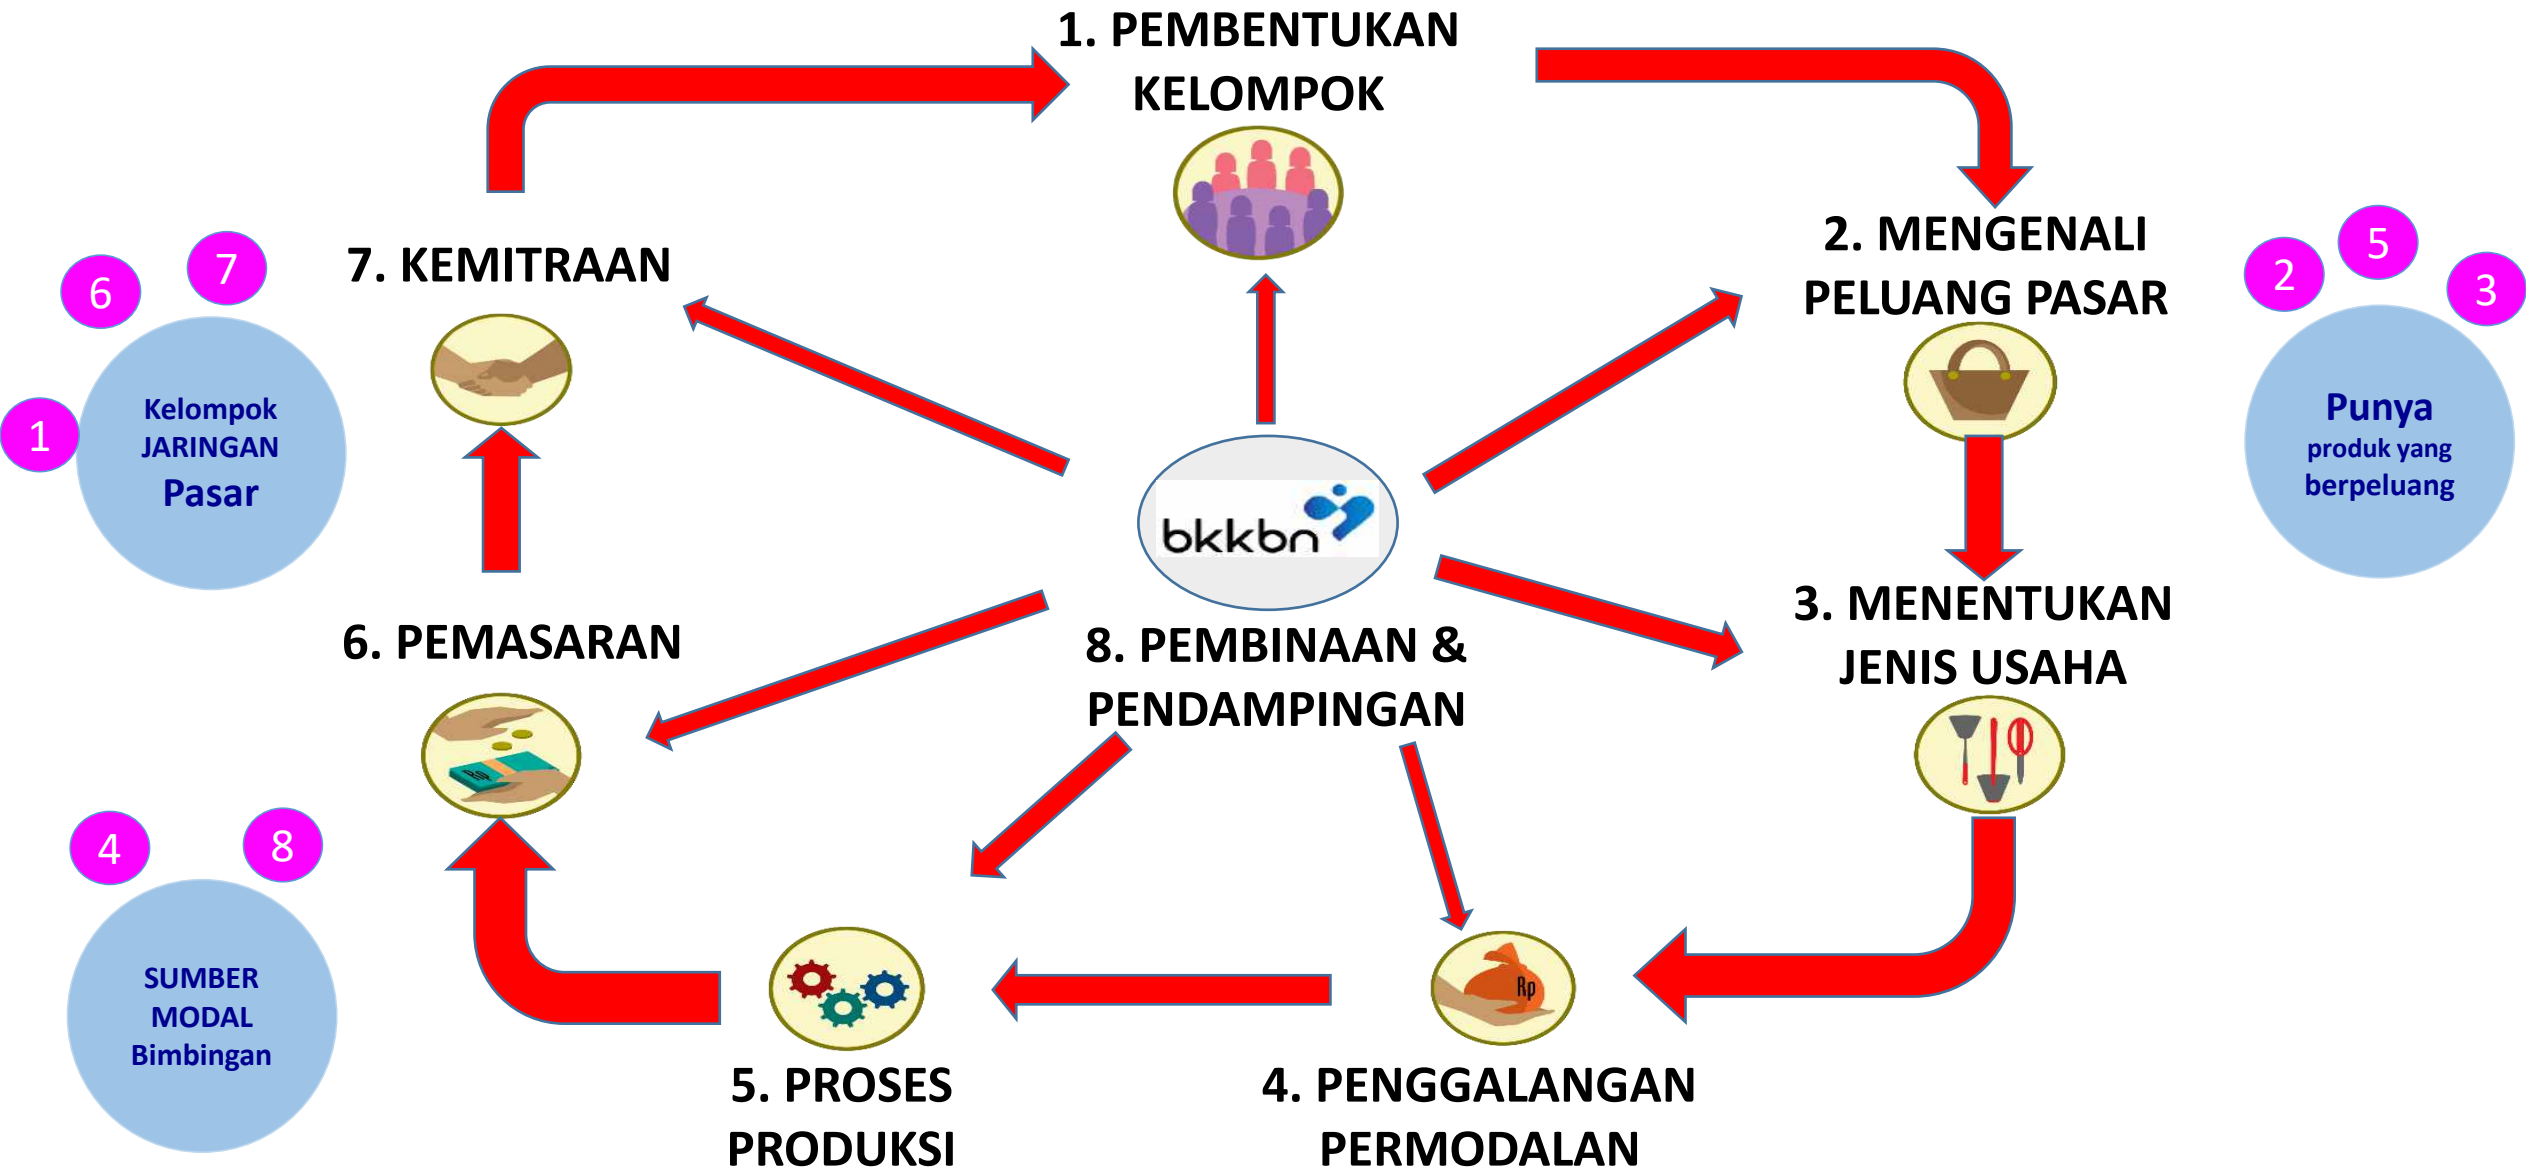 1. PEMBENTUKAN
KELOMPOK
2. MENGENALI
PELUANG PASAR
3. MENENTUKAN
JENIS USAHA
4. PENGGALANGAN
PERMODALAN
5. PROSES
PRODUKSI
6. PEMASARAN
7. KEMITRAAN
bkkbn
8. PEMBINAAN &
PENDAMPINGAN
Rp
Rp
1
6
7
Kelompok
JARINGAN
Pasar
4
8
SUMBER
MODAL
Bimbingan
2
5
3
Punya
produk yang
berpeluang